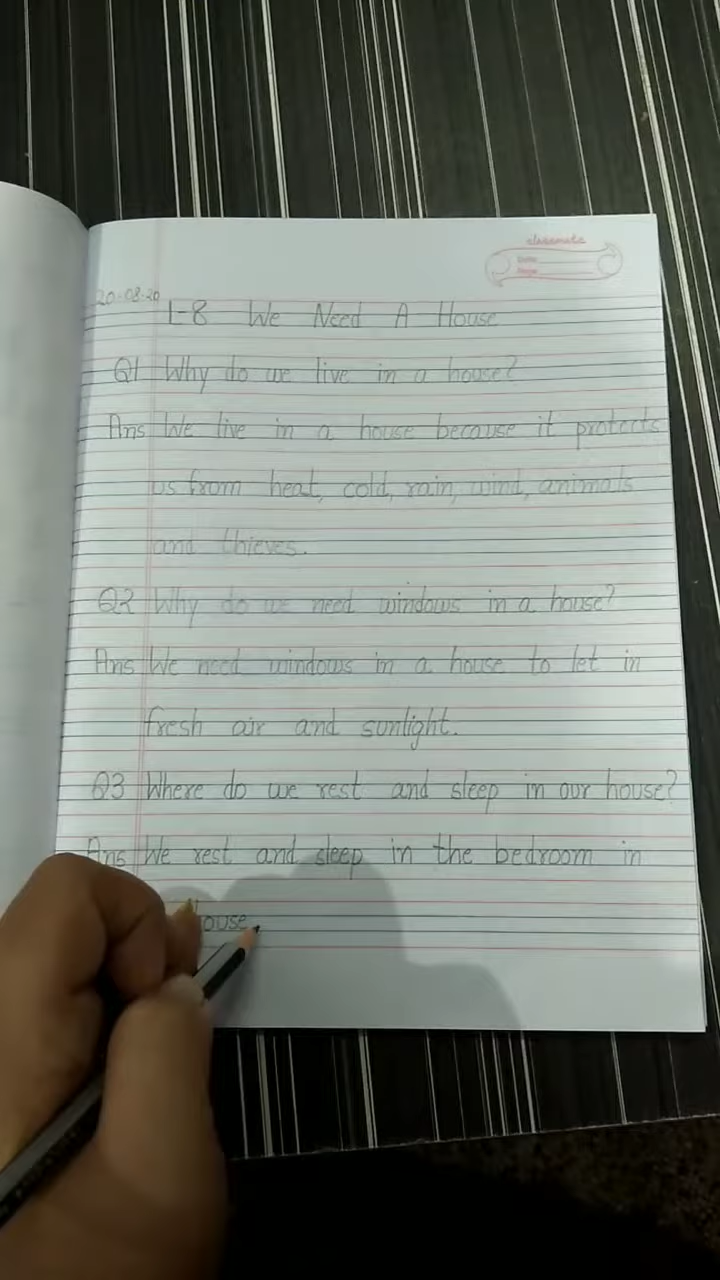 classmate
Date
Page
20-08-20
L-8 We Need A House
Q1 Why do we live in a house?
Ans We live in a house because it protects
us from heat, cold, rain, wind, animals
and thieves.
Q2 Why do we need windows in a house?
Ans We need windows in a house to let in
fresh air and sunlight.
Q3 Where do we rest and sleep in our house?
Ans We rest and sleep in the bedroom in
house.